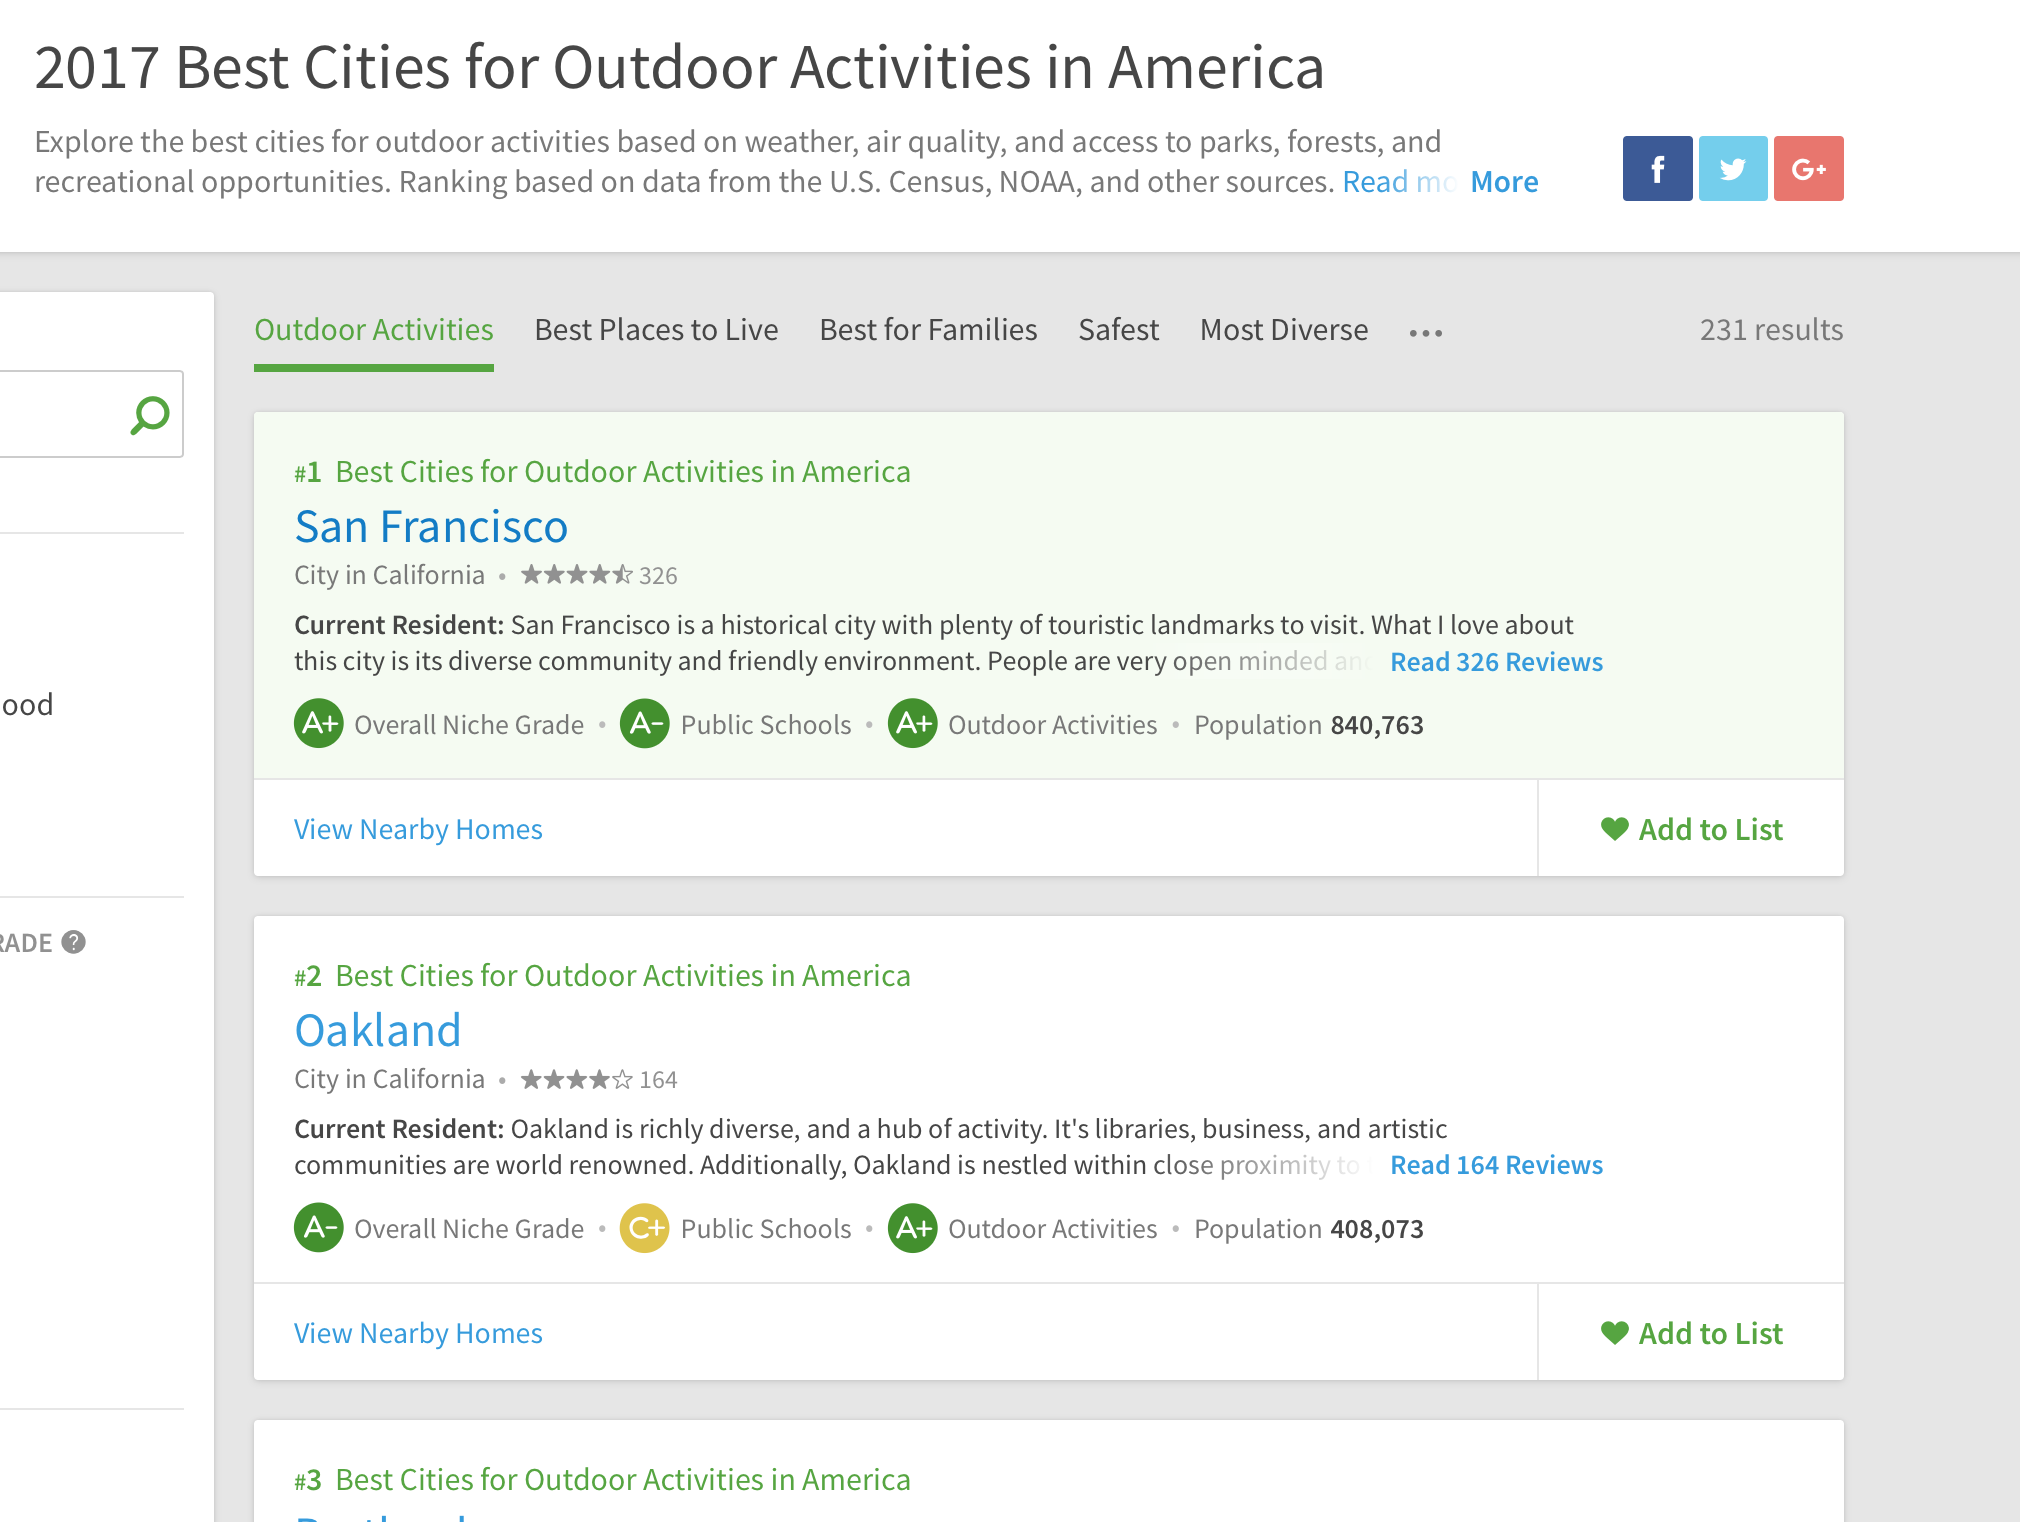 2017 Best Cities for Outdoor Activities in America
Explore the best cities for outdoor activities based on weather, air quality, and access to parks, forests, and
recreational opportunities. Ranking based on data from the U.S. Census, NOAA, and other sources. Read mo More
f G+
Outdoor Activities Best Places to Live Best for Families Safest Most Diverse ••• 231 results
#1 Best Cities for Outdoor Activities in America
San Francisco
City in California • ★★★★⯪ 326
Current Resident: San Francisco is a historical city with plenty of touristic landmarks to visit. What I love about
this city is its diverse community and friendly environment. People are very open minded and Read 326 Reviews
ood
A+ Overall Niche Grade • A- Public Schools • A+ Outdoor Activities • Population 840,763
View Nearby Homes Add to List
RADE ?
#2 Best Cities for Outdoor Activities in America
Oakland
City in California • ★★★★☆ 164
Current Resident: Oakland is richly diverse, and a hub of activity. It's libraries, business, and artistic
communities are world renowned. Additionally, Oakland is nestled within close proximity to Read 164 Reviews
A- Overall Niche Grade • C+ Public Schools • A+ Outdoor Activities • Population 408,073
View Nearby Homes Add to List
#3 Best Cities for Outdoor Activities in America